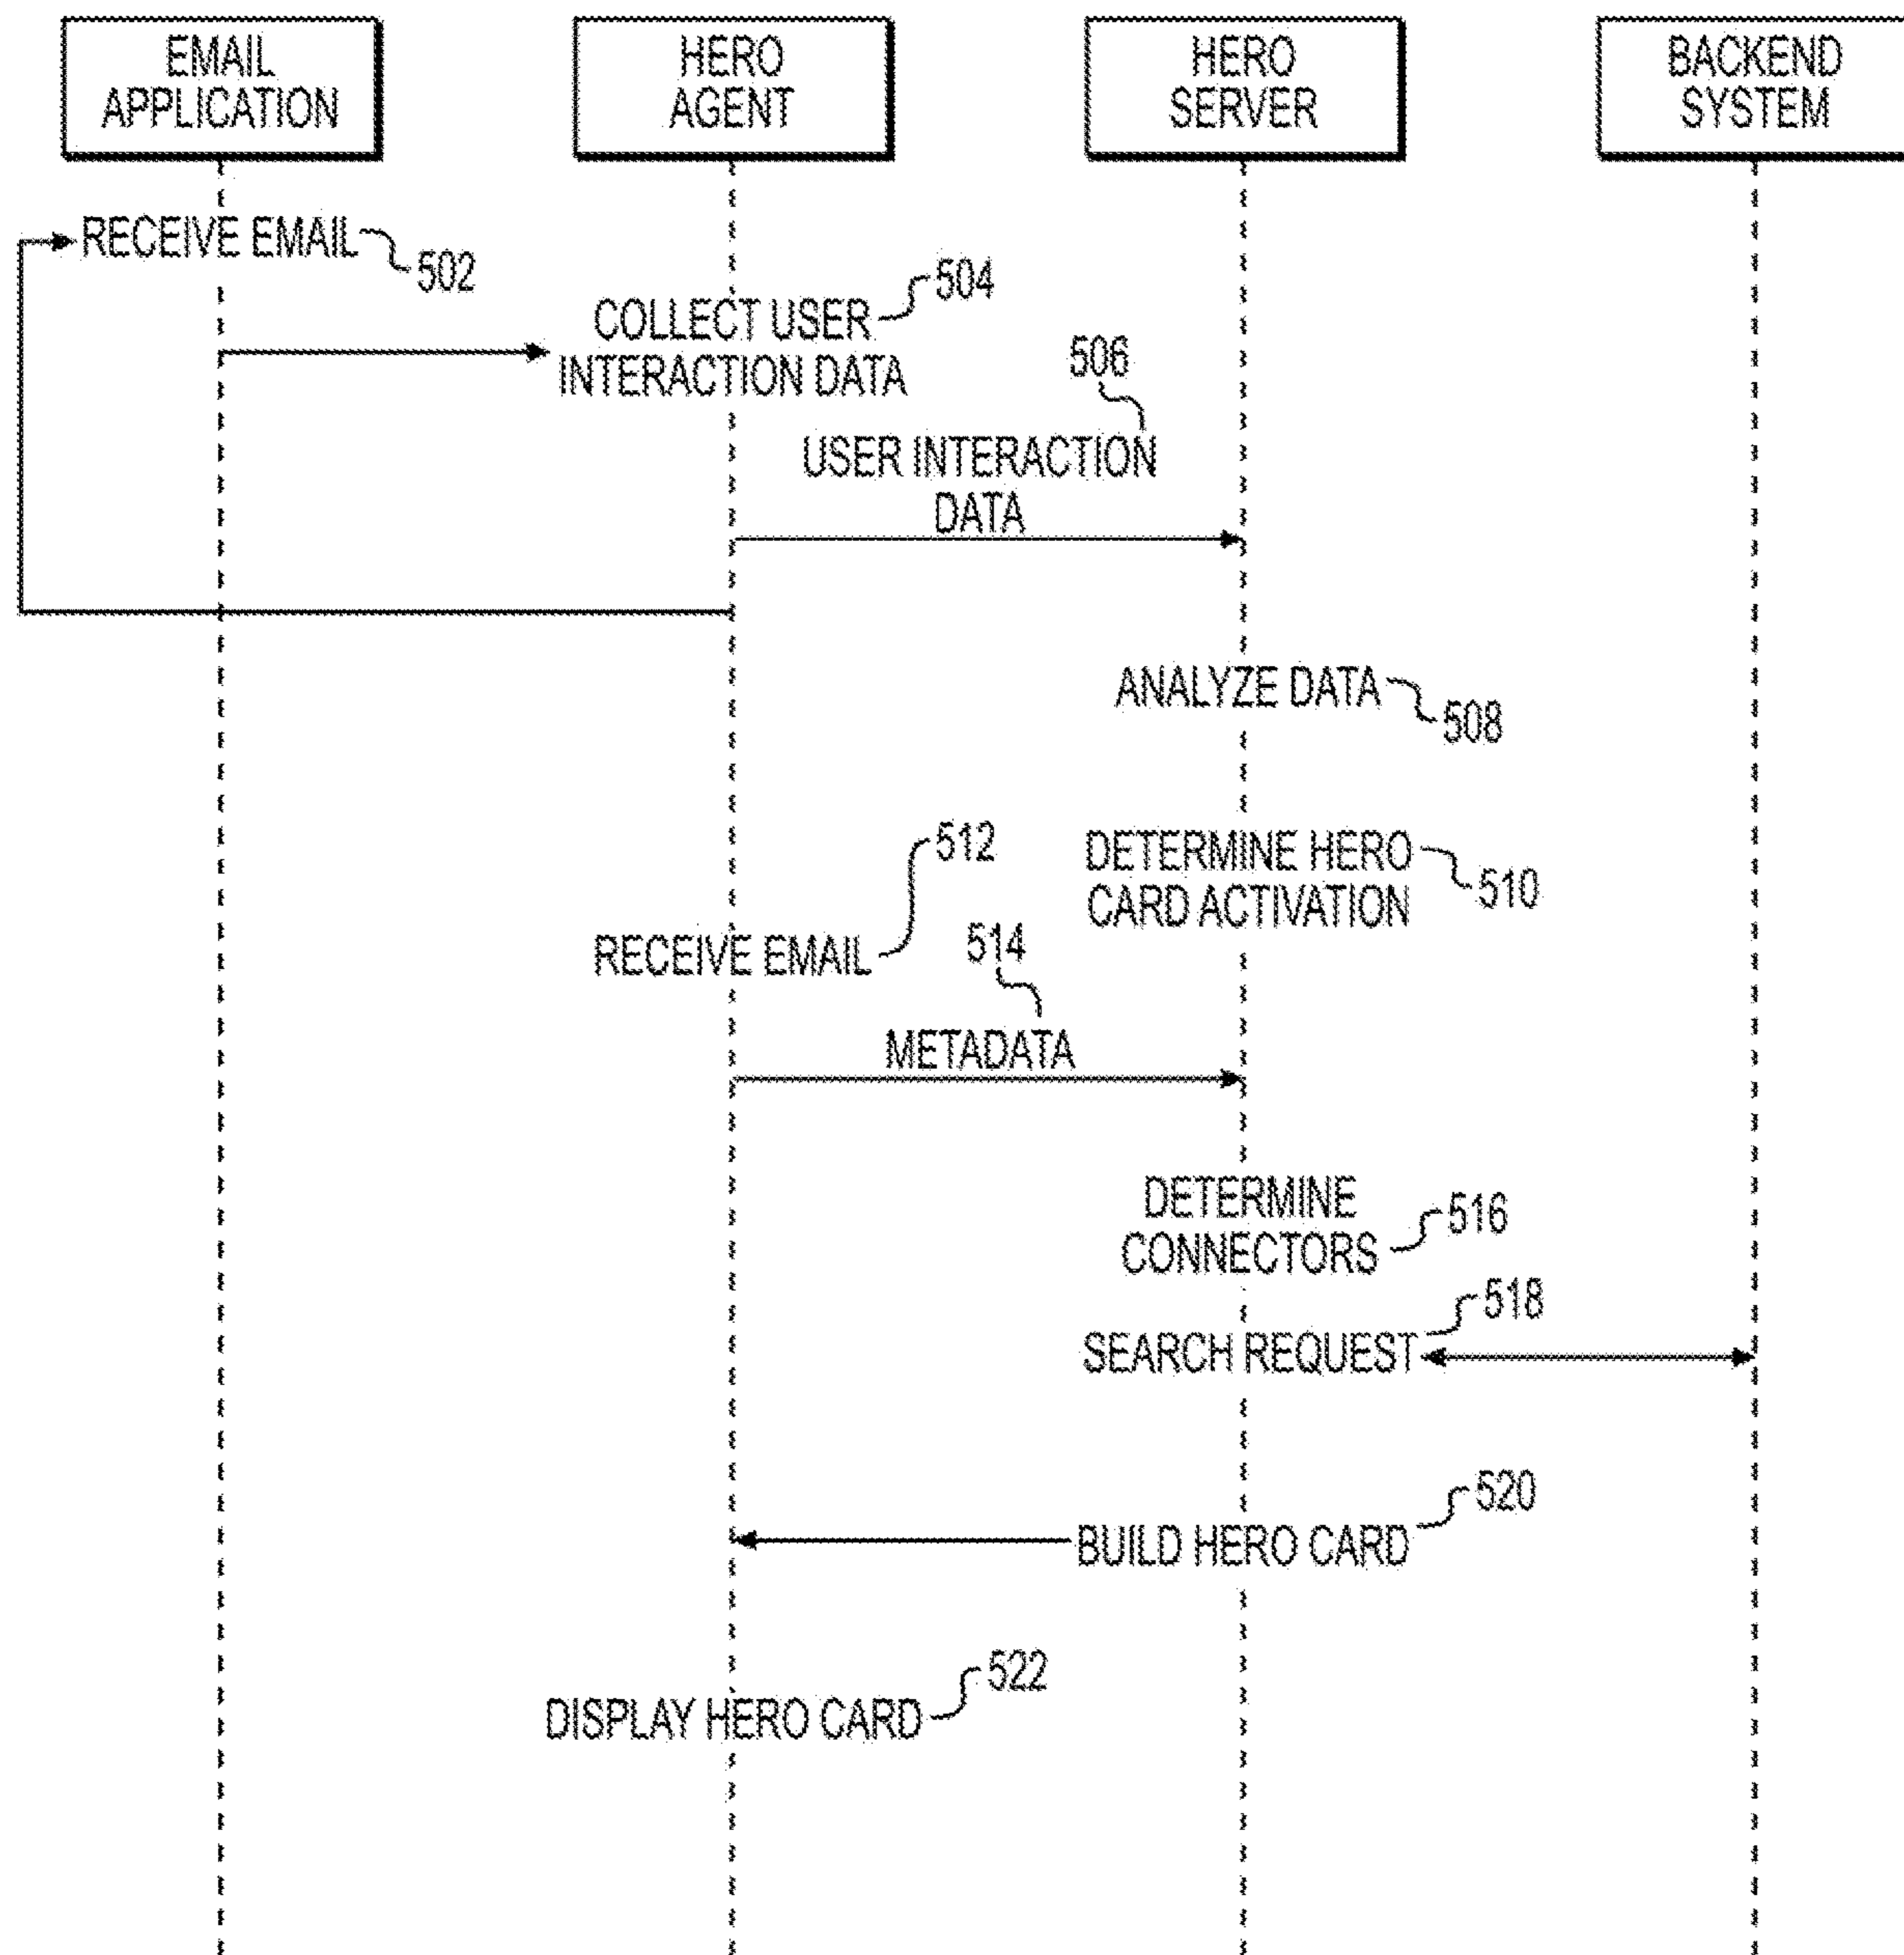 EMAIL
APPLICATION
HERO
AGENT
HERO
SERVER
BACKEND
SYSTEM
RECEIVE EMAIL
502
COLLECT USER
INTERACTION DATA
504
506
USER INTERACTION
DATA
ANALYZE DATA
508
DETERMINE HERO
CARD ACTIVATION
510
512
RECEIVE EMAIL
514
METADATA
DETERMINE
CONNECTORS
516
518
SEARCH REQUEST
520
BUILD HERO CARD
522
DISPLAY HERO CARD